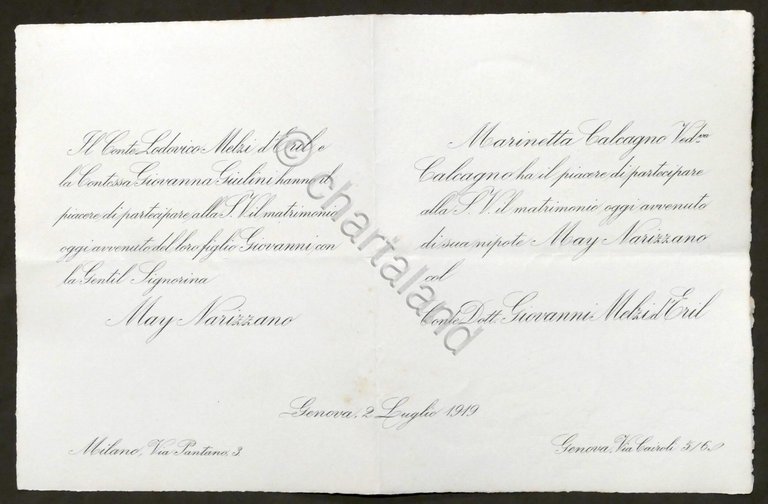 Il Conte Lodovico Melzi d'Eril e
la Contessa Giovanna Giulini hanno il
piacere di partecipare alla S.V. il matrimonio
oggi avvenuto del loro figlio Giovanni con
la Gentil Signorina
May Narizzano
Marinetta Calcagno Ved.va
Calcagno ha il piacere di partecipare
alla S.V. il matrimonio oggi avvenuto
di sua nipote May Narizzano
col
Conte Dott. Giovanni Melzi d'Eril
Genova, 2 Luglio 1919
Milano, Via Pantano, 3
Genova, Via Cairoli 5/6
© chartaland